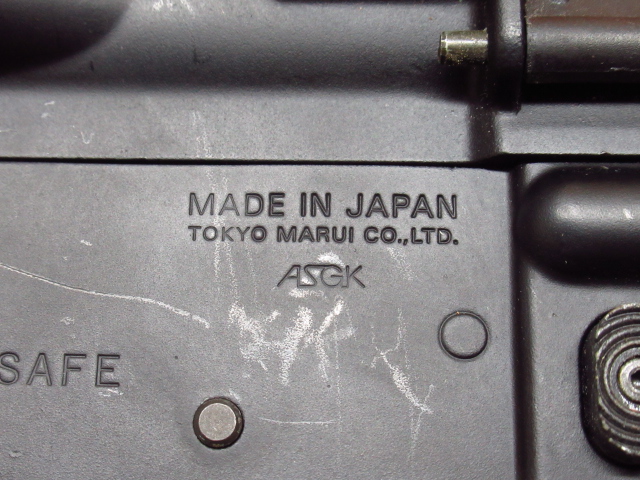 MADE IN JAPAN
TOKYO MARUI CO.,LTD.
ASGK
SAFE